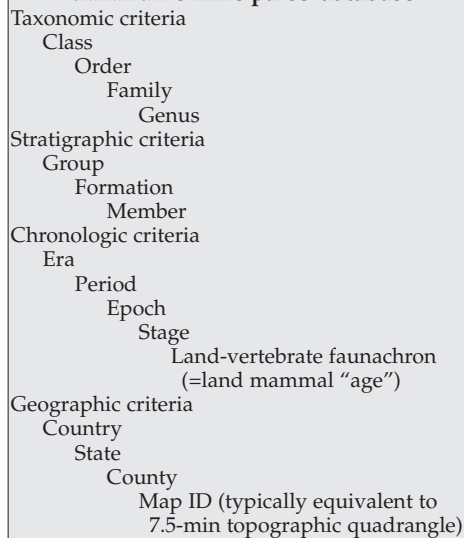 Taxonomic criteria
Class
Order
Family
Genus
Stratigraphic criteria
Group
Formation
Member
Chronologic criteria
Era
Period
Epoch
Stage
Land-vertebrate faunachron
(=land mammal “age”)
Geographic criteria
Country
State
County
Map ID (typically equivalent to
7.5-min topographic quadrangle)